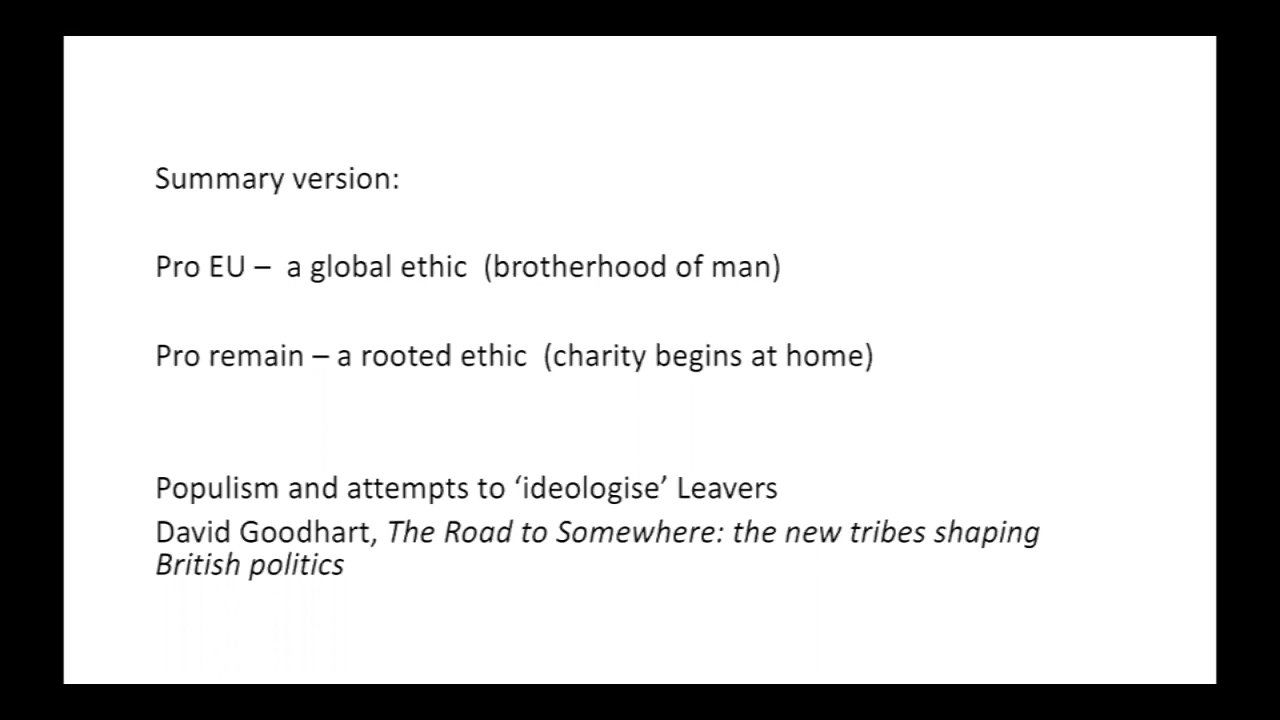 Summary version:
Pro EU – a global ethic (brotherhood of man)
Pro remain – a rooted ethic (charity begins at home)
Populism and attempts to ‘ideologise’ Leavers
David Goodhart, The Road to Somewhere: the new tribes shaping
British politics